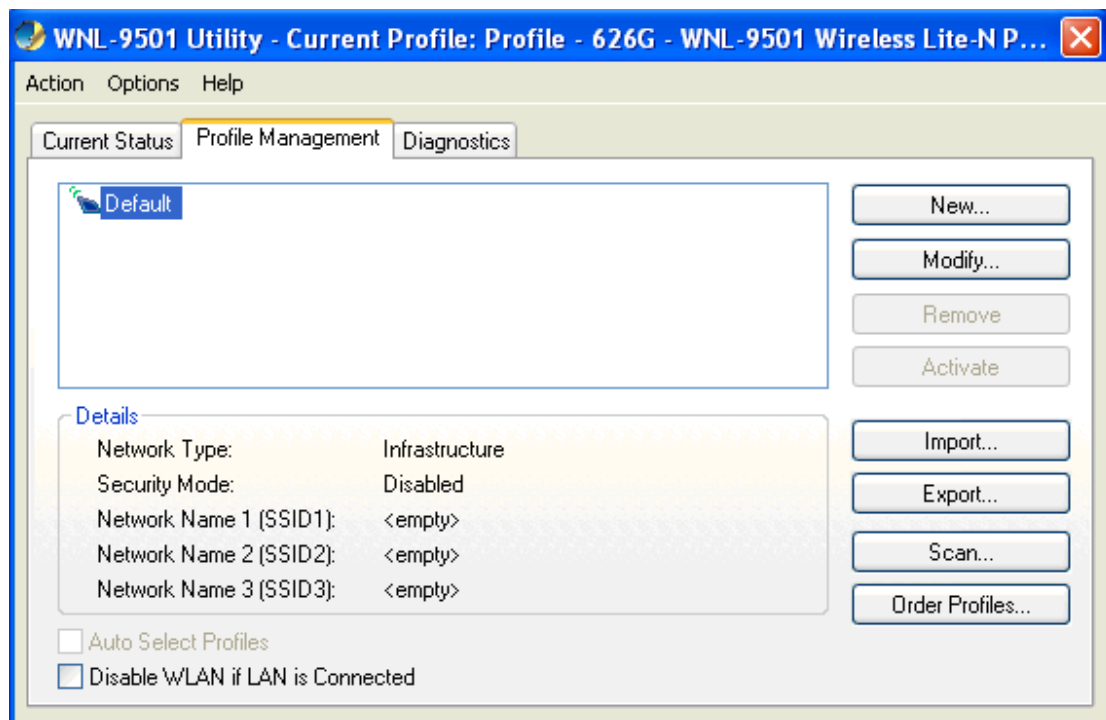 WNL-9501 Utility - Current Profile: Profile - 626G - WNL-9501 Wireless Lite-N P...
Action Options Help
Current Status Profile Management Diagnostics
Default
New...
Modify...
Remove
Activate
Details
Network Type: Infrastructure
Security Mode: Disabled
Network Name 1 (SSID1): <empty>
Network Name 2 (SSID2): <empty>
Network Name 3 (SSID3): <empty>
Import...
Export...
Scan...
Order Profiles...
Auto Select Profiles
Disable WLAN if LAN is Connected